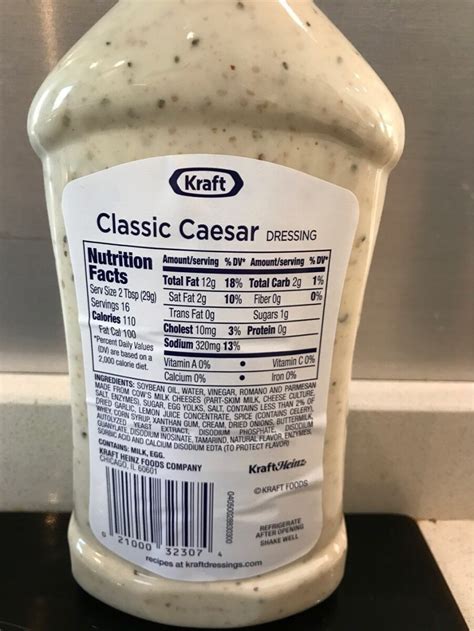 Kraft
Classic Caesar DRESSING
Nutrition Facts
Serv Size 2 Tbsp (29g)
Servings 16
Calories 110
Fat Cal 100
*Percent Daily Values
(DV) are based on a
2,000 calorie diet.
Amount/serving %DV* Amount/serving %DV*
Total Fat 12g 18% Total Carb 2g 1%
Sat Fat 2g 10% Fiber 0g 0%
Trans Fat 0g Sugars 1g
Cholest 10mg 3% Protein 0g
Sodium 320mg 13%
Vitamin A 0% • Vitamin C 0%
Calcium 0% • Iron 0%
INGREDIENTS: SOYBEAN OIL, WATER, VINEGAR, ROMANO AND PARMESAN
MADE FROM COW'S MILK CHEESES (PART-SKIM MILK, CHEESE CULTURE,
SALT, ENZYMES), SUGAR, EGG YOLKS, SALT, CONTAINS LESS THAN 2% OF
DRIED GARLIC, LEMON JUICE CONCENTRATE, SPICE (CONTAINS CELERY),
WHEY, CORN SYRUP, XANTHAN GUM, CREAM, DRIED ONIONS, BUTTERMILK,
AUTOLYZED YEAST EXTRACT, DISODIUM PHOSPHATE, DISODIUM
GUANYLATE, DISODIUM INOSINATE, TAMARIND, NATURAL FLAVOR, ENZYMES,
SORBIC ACID AND CALCIUM DISODIUM EDTA (TO PROTECT FLAVOR)
CONTAINS: MILK, EGG.
KRAFT HEINZ FOODS COMPANY
CHICAGO, IL 60601
KraftHeinz
© KRAFT FOODS
REFRIGERATE
AFTER OPENING
SHAKE WELL
0 21000 32307 4
recipes at kraftdressings.com